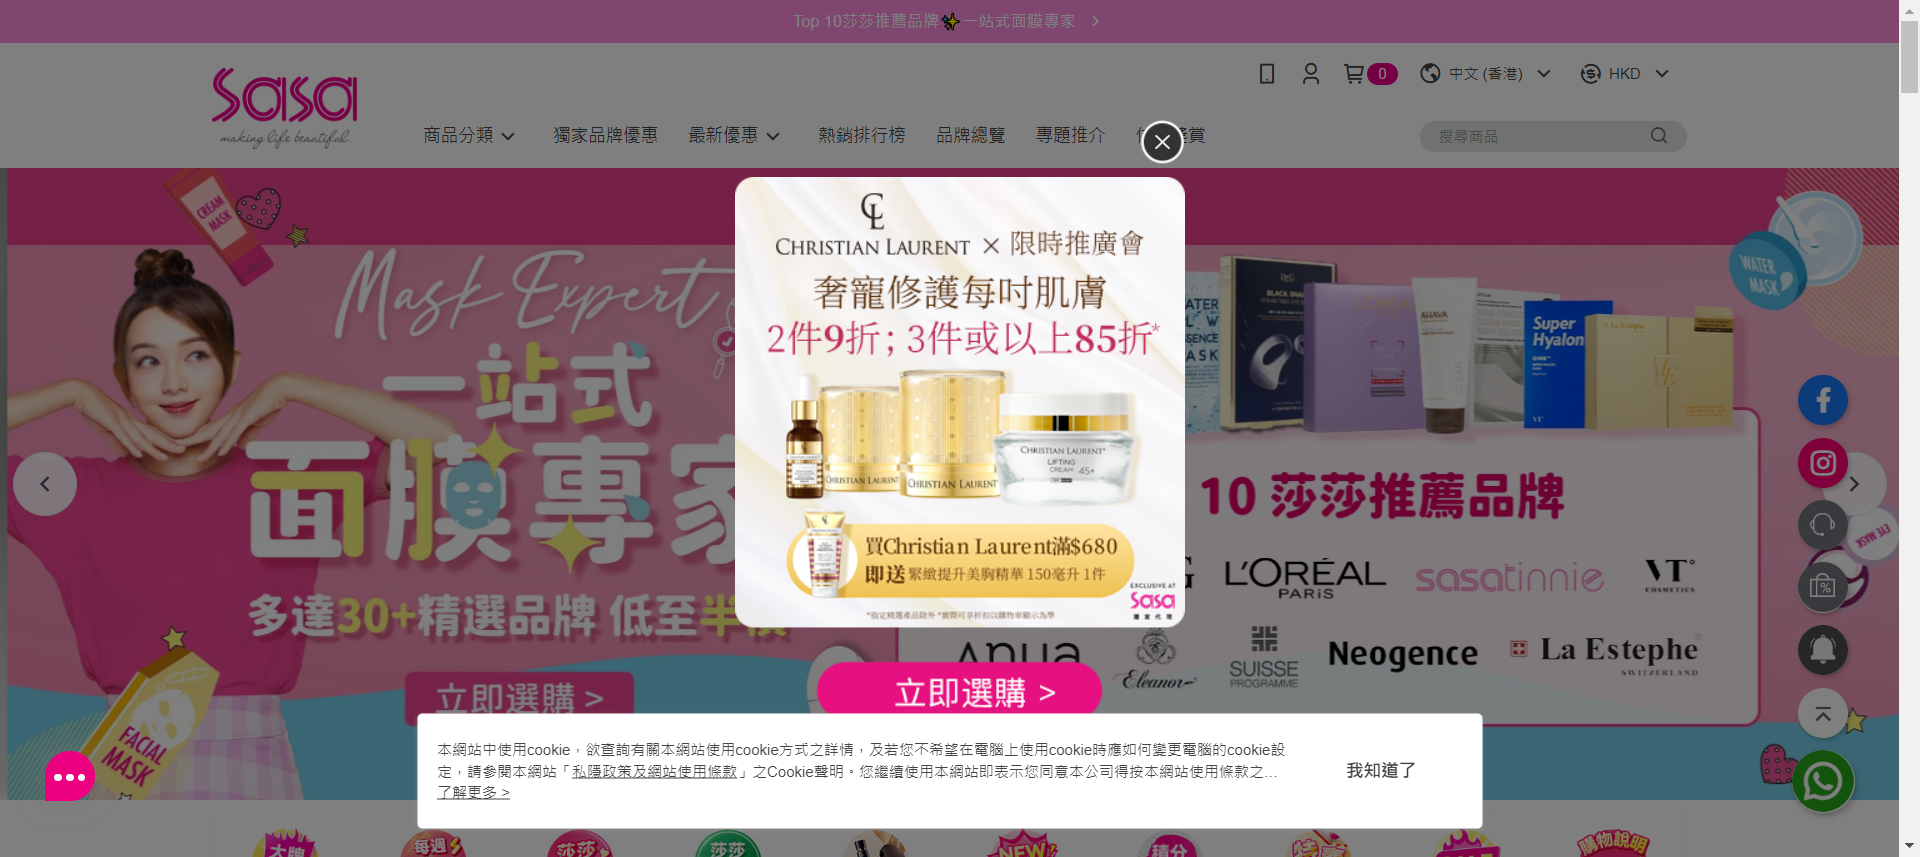 Top 10莎莎推薦品牌✨一站式面膜專家
sasa
making life beautiful
0
中文 (香港)
HKD
商品分類
獨家品牌優惠
最新優惠
熱銷排行榜
品牌總覽
專題推介
搜尋商品
CREAM MASK
WATER MASK
Mask Expert
一站式
面膜專家
多達30+精選品牌 低至半價
立即選購 >
FACIAL MASK
CL
CHRISTIAN LAURENT × 限時推廣會
奢寵修護每吋肌膚
2件9折; 3件或以上85折*
CHRISTIAN LAURENT
CHRISTIAN LAURENT
CHRISTIAN LAURENT
LIFTING CREAM 45+
買Christian Laurent滿$680
即送 緊緻提升美胸精華 150毫升 1件
EXCLUSIVE AT
sasa
獨家代理
*指定精選產品除外 *實際可享折扣以購物車顯示為準
立即選購 >
AHAVA
Super Hyalon
VT
La Estephe
10 莎莎推薦品牌
EYE MASK
L'ORÉAL
PARIS
sasatinnie
VT
COSMETICS
Anua
Eleanor
SUISSE
PROGRAMME
Neogence
La Estephe
SWITZERLAND
本網站中使用cookie，欲查詢有關本網站使用cookie方式之詳情，及若您不希望在電腦上使用cookie時應如何變更電腦的cookie設
定，請參閱本網站「私隱政策及網站使用條款」之Cookie聲明。您繼續使用本網站即表示您同意本公司得按本網站使用條款之...
了解更多 >
我知道了
大牌
每週
莎莎
莎莎
NEW!
積分
特客
購物說明